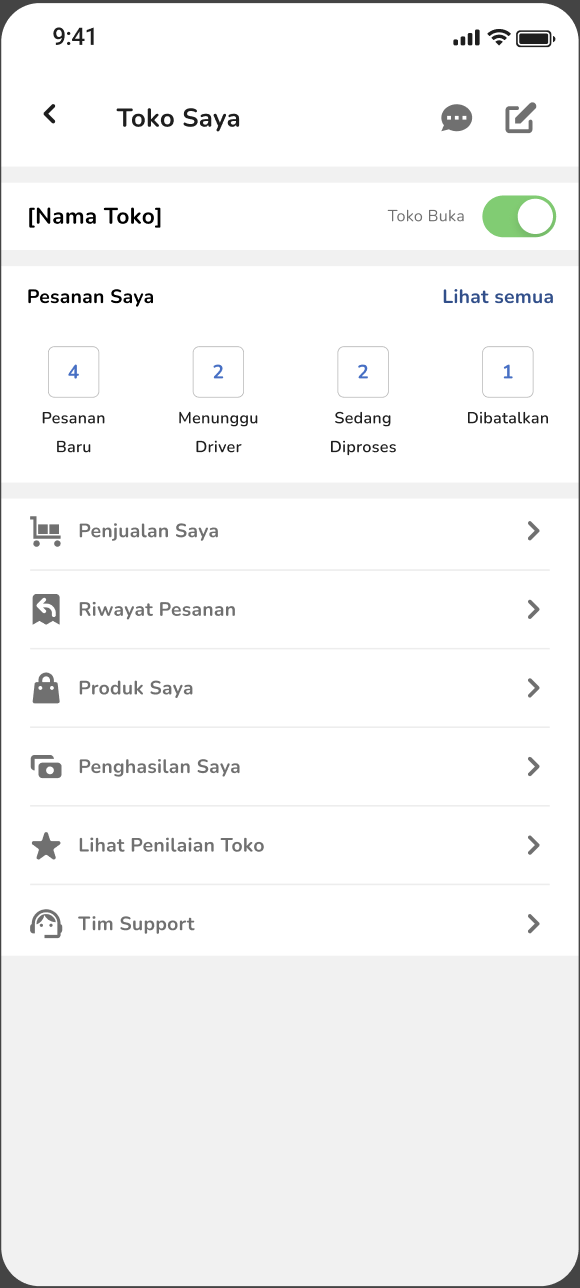 9:41
Toko Saya
[Nama Toko]
Toko Buka
Pesanan Saya
Lihat semua
4
2
2
1
Pesanan
Baru
Menunggu
Driver
Sedang
Diproses
Dibatalkan
Penjualan Saya
Riwayat Pesanan
Produk Saya
Penghasilan Saya
Lihat Penilaian Toko
Tim Support